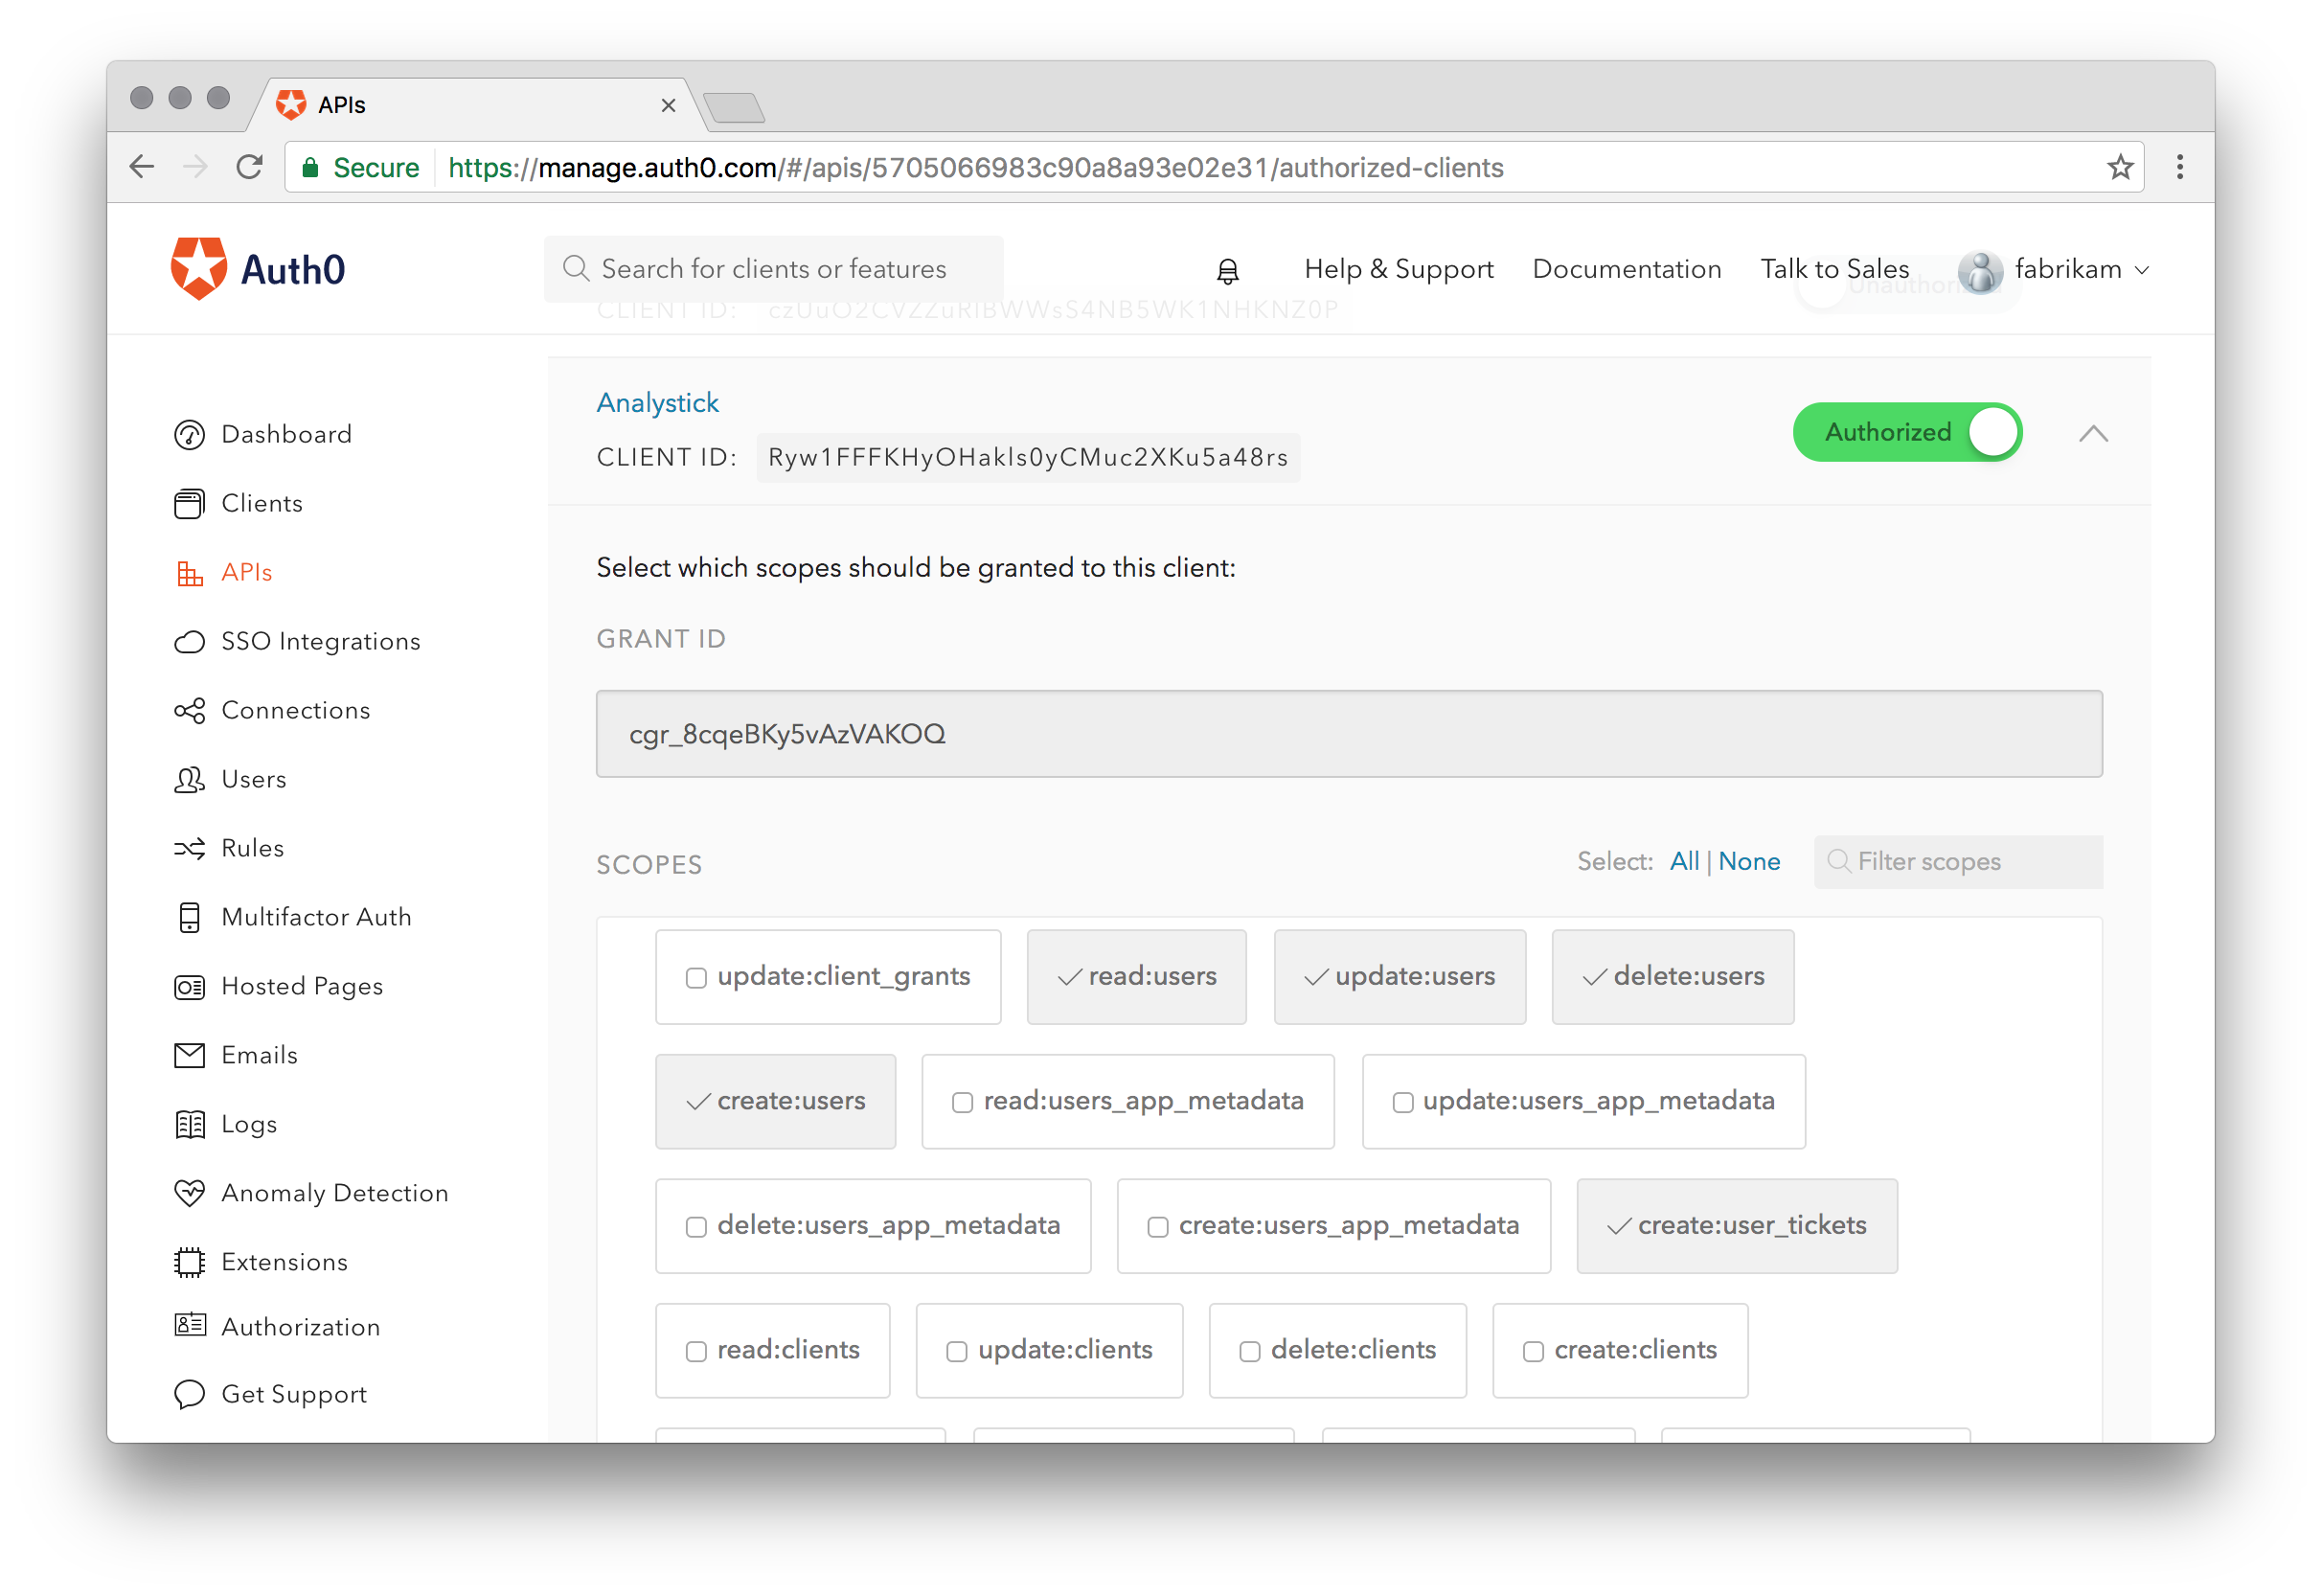 APIs
Secure https://manage.auth0.com/#/apis/5705066983c90a8a93e02e31/authorized-clients
Auth0
Search for clients or features
Help & Support
Documentation
Talk to Sales
fabrikam
CLIENT ID:
Dashboard
Clients
APIs
SSO Integrations
Connections
Users
Rules
Multifactor Auth
Hosted Pages
Emails
Logs
Anomaly Detection
Extensions
Authorization
Get Support
Analystick
CLIENT ID: Ryw1FFFKHyOHakls0yCMuc2XKu5a48rs
Authorized
Select which scopes should be granted to this client:
GRANT ID
cgr_8cqeBKy5vAzVAKOQ
SCOPES
Select: All | None
Filter scopes
update:client_grants read:users update:users delete:users
create:users read:users_app_metadata update:users_app_metadata
delete:users_app_metadata create:users_app_metadata create:user_tickets
read:clients update:clients delete:clients create:clients